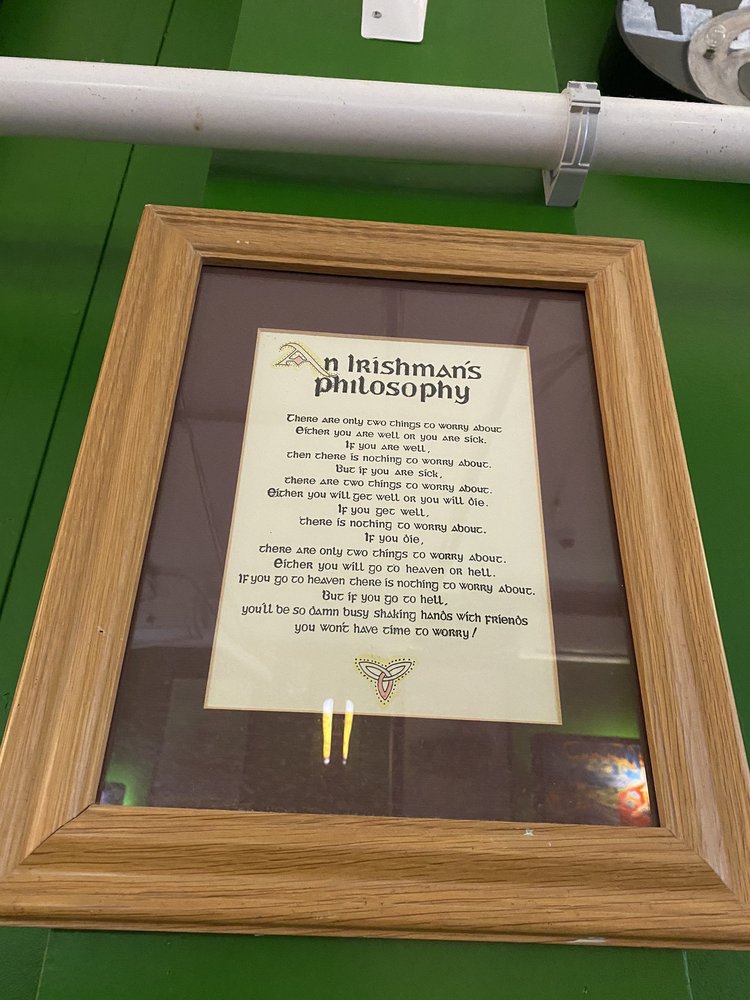 An Irishman's
philosophy
There are only two things to worry about
Either you are well or you are sick.
If you are well,
then there is nothing to worry about.
But if you are sick,
there are two things to worry about.
Either you will get well or you will die.
If you get well,
there is nothing to worry about.
If you die,
there are only two things to worry about.
Either you will go to heaven or hell.
If you go to heaven there is nothing to worry about.
But if you go to hell,
you'll be so damn busy shaking hands with friends
you won't have time to worry!